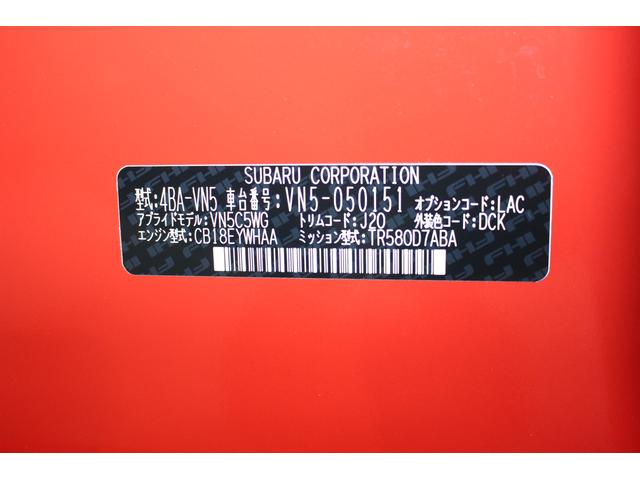 SUBARU CORPORATION
型式:4BA-VN5 車台番号:VN5-050151 オプションコード:LAC
アプライドモデル:VN5C5WG トリムコード:J20 外装色コード:DCK
エンジン型式:CB18EYWHAA ミッション型式:TR580D7ABA